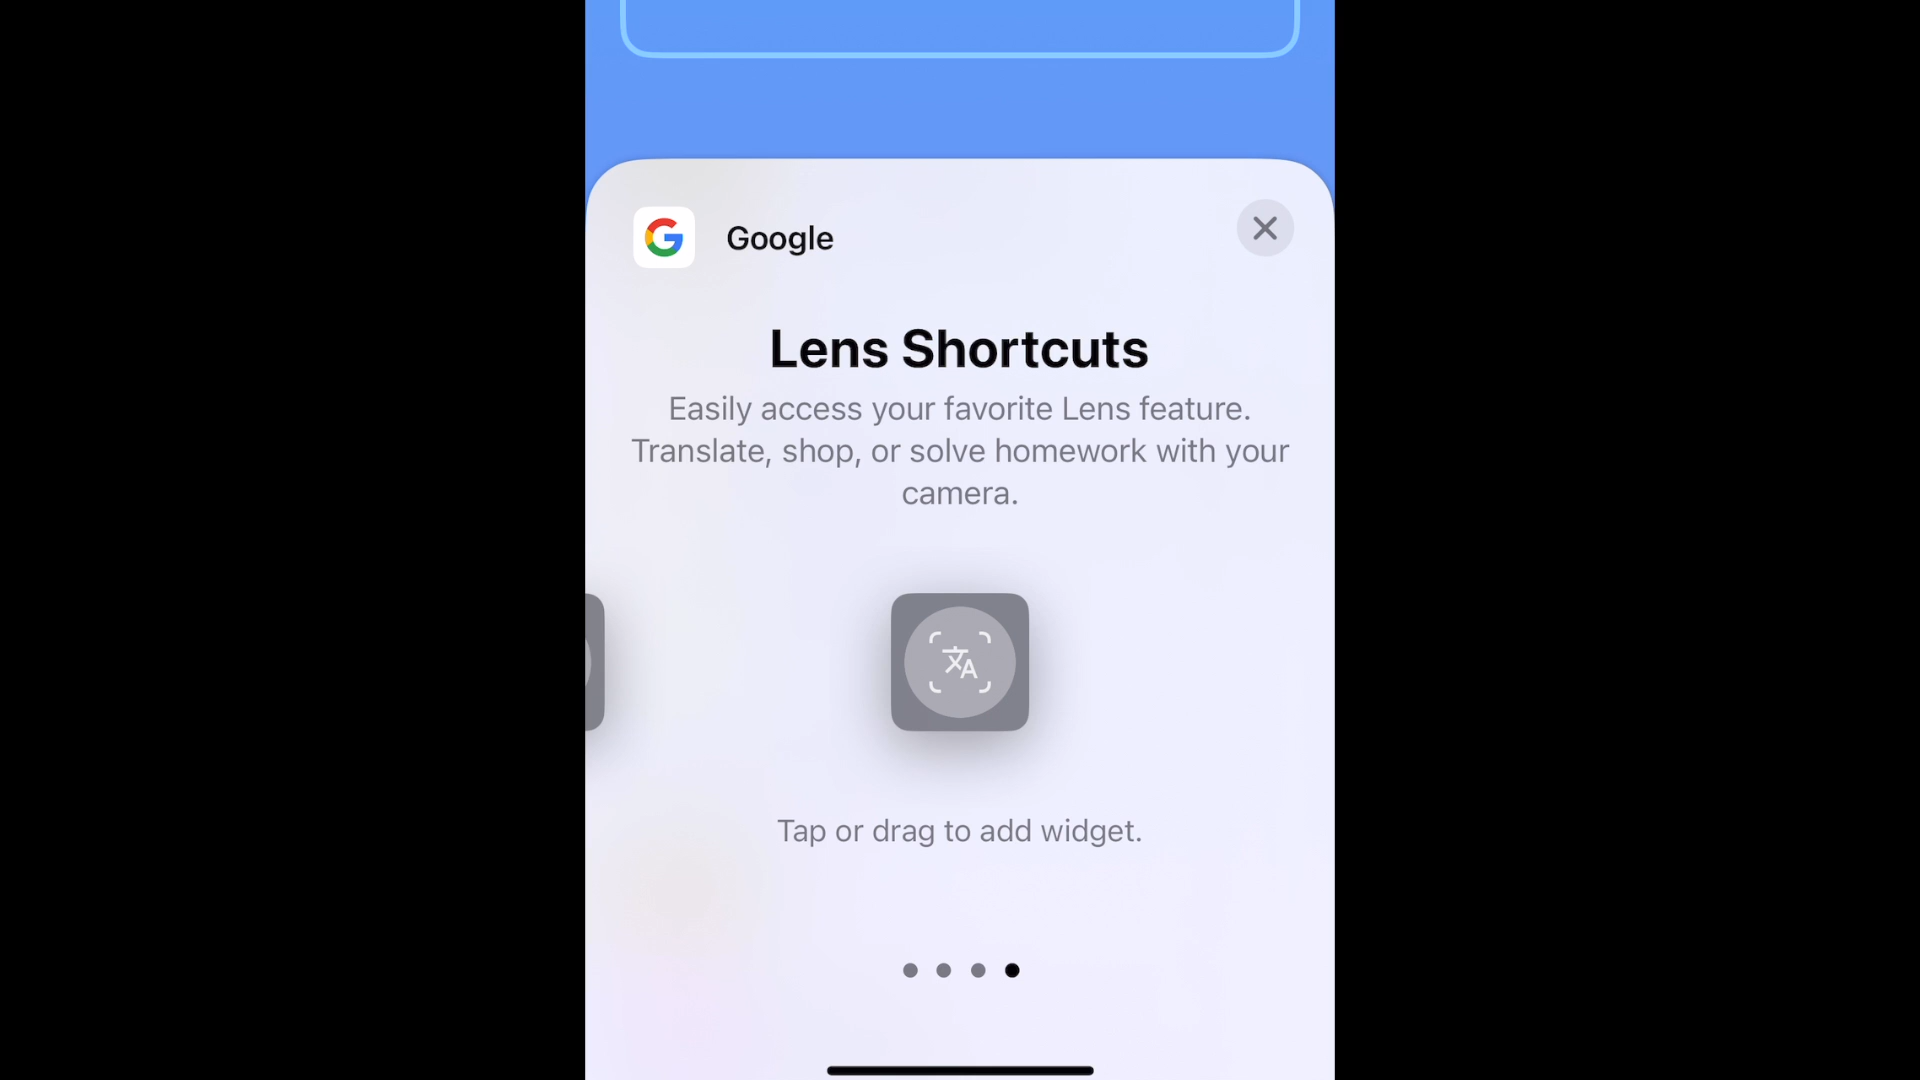 Google
Lens Shortcuts
Easily access your favorite Lens feature.
Translate, shop, or solve homework with your
camera.
Tap or drag to add widget.